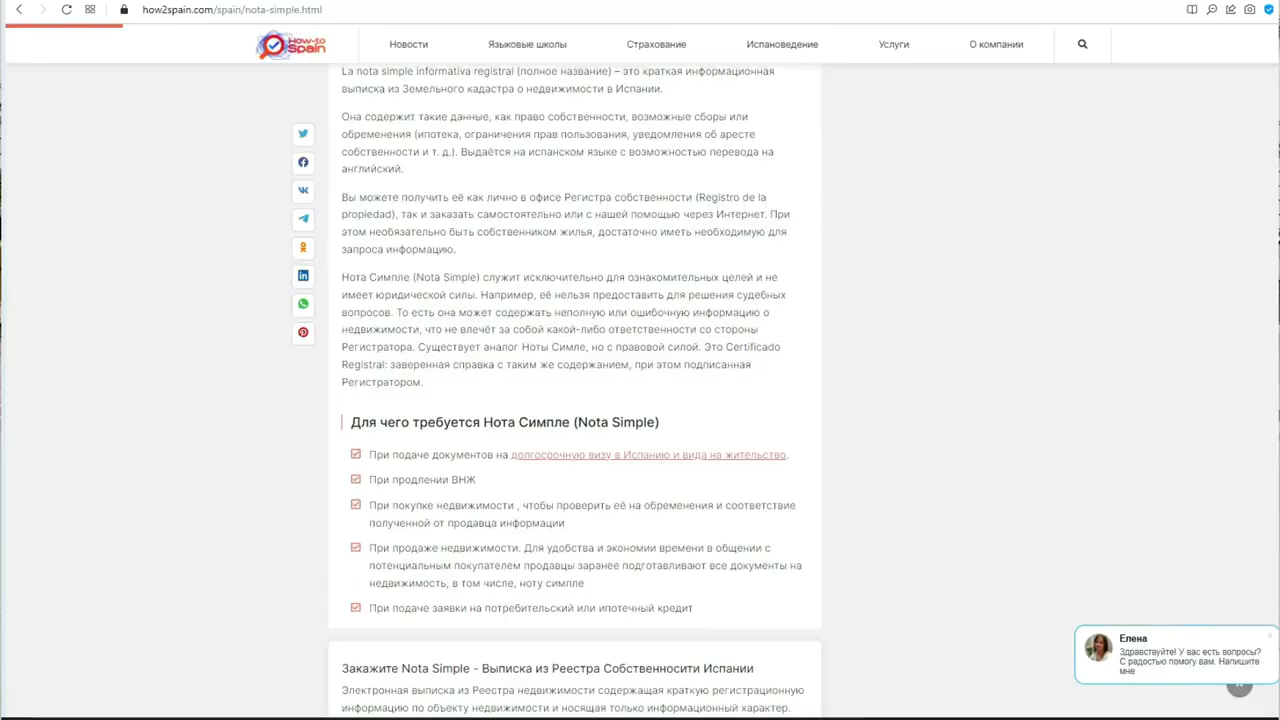 how2spain.com/spain/nota-simple.html
How-to Spain
Новости
Языковые школы
Страхование
Испановедение
Услуги
О компании
La nota simple informativa registral (полное название) – это краткая информационная
выписка из Земельного кадастра о недвижимости в Испании.
Она содержит такие данные, как право собственности, возможные сборы или
обременения (ипотека, ограничения прав пользования, уведомления об аресте
собственности и т. д.). Выдаётся на испанском языке с возможностью перевода на
английский.
Вы можете получить её как лично в офисе Регистра собственности (Registro de la
propiedad), так и заказать самостоятельно или с нашей помощью через Интернет. При
этом необязательно быть собственником жилья, достаточно иметь необходимую для
запроса информацию.
Нота Симпле (Nota Simple) служит исключительно для ознакомительных целей и не
имеет юридической силы. Например, её нельзя предоставить для решения судебных
вопросов. То есть она может содержать неполную или ошибочную информацию о
недвижимости, что не влечёт за собой какой-либо ответственности со стороны
Регистратора. Существует аналог Ноты Симле, но с правовой силой. Это Certificado
Registral: заверенная справка с таким же содержанием, при этом подписанная
Регистратором.
Для чего требуется Нота Симпле (Nota Simple)
При подаче документов на долгосрочную визу в Испанию и вида на жительство.
При продлении ВНЖ
При покупке недвижимости , чтобы проверить её на обременения и соответствие
полученной от продавца информации
При продаже недвижимости. Для удобства и экономии времени в общении с
потенциальным покупателем продавцы заранее подготавливают все документы на
недвижимость, в том числе, ноту симпле
При подаче заявки на потребительский или ипотечный кредит
Закажите Nota Simple - Выписка из Реестра Собственносити Испании
Электронная выписка из Реестра недвижимости содержащая краткую регистрационную
информацию по объекту недвижимости и носящая только информационный характер.
Елена
Здравствуйте! У вас есть вопросы?
С радостью помогу вам. Напишите
мне